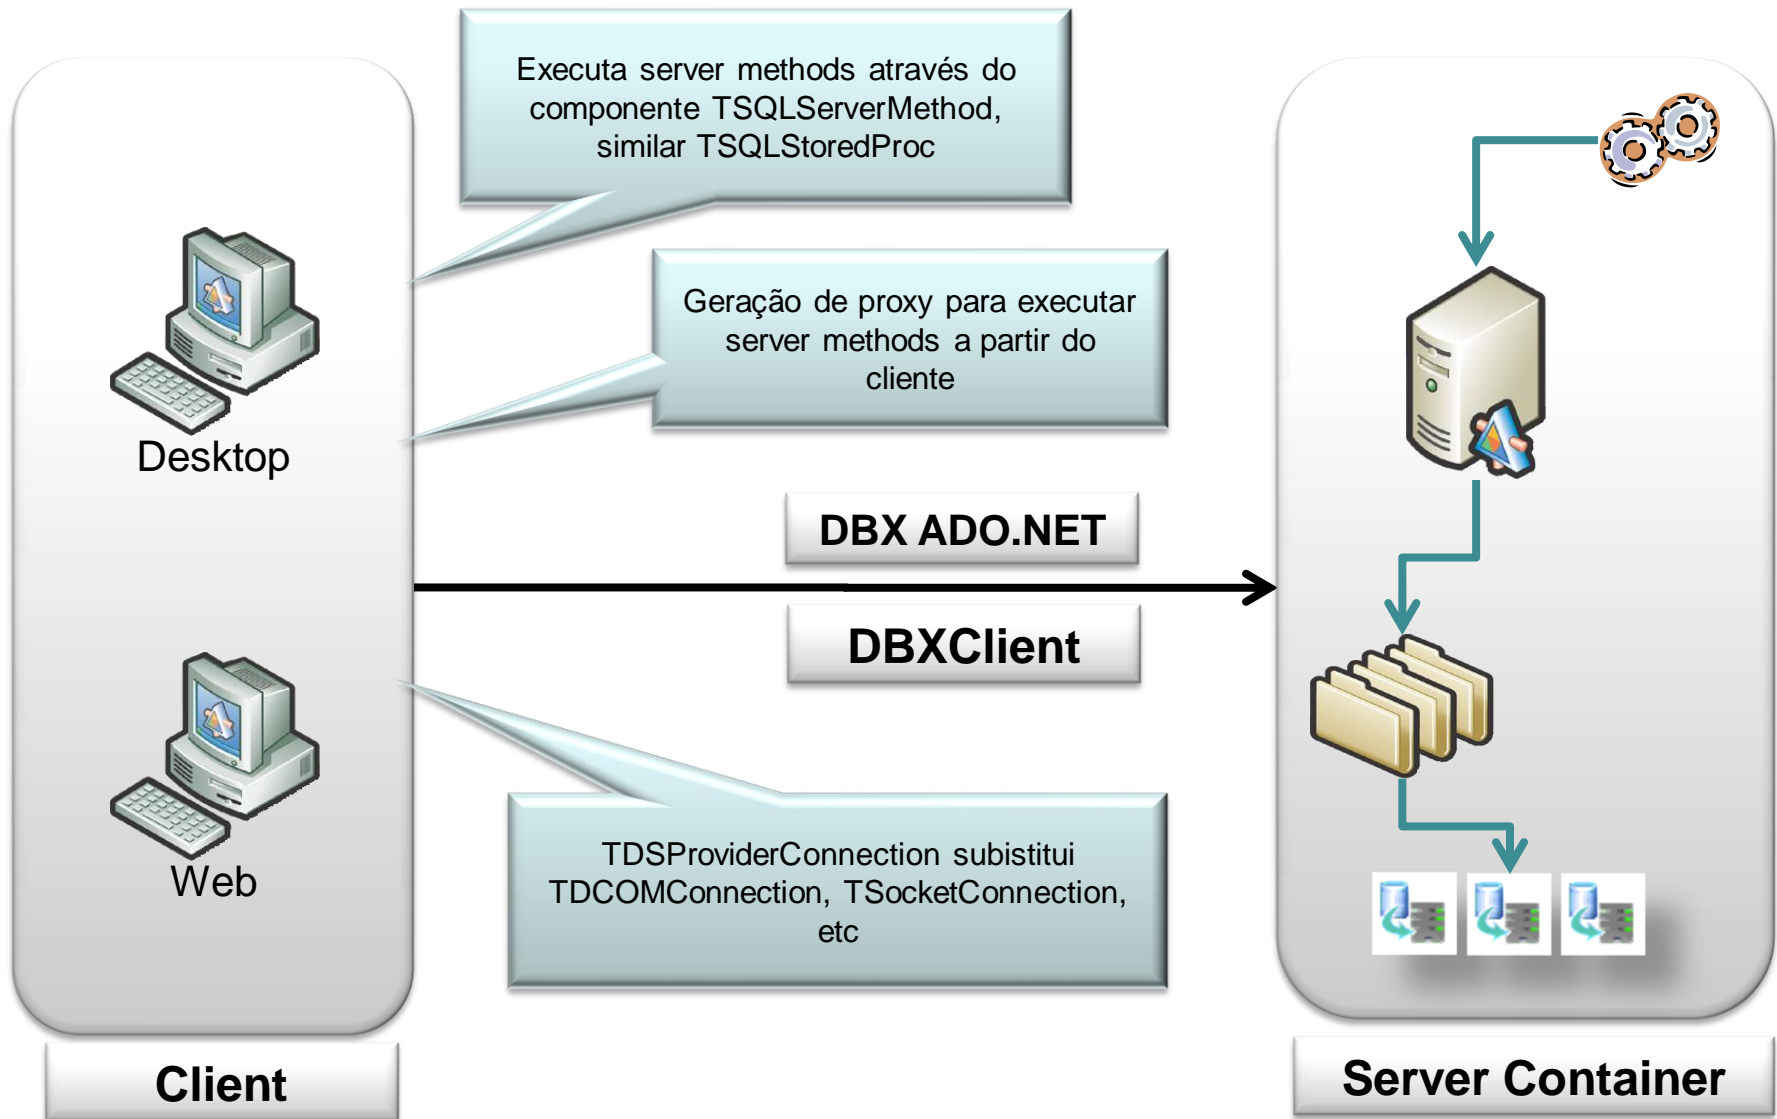 Executa server methods através do
componente TSQLServerMethod,
similar TSQLStoredProc
Geração de proxy para executar
server methods a partir do
cliente
Desktop
DBX ADO.NET
DBXClient
Web
TDSProviderConnection subistitui
TDCOMConnection, TSocketConnection,
etc
Client
Server Container